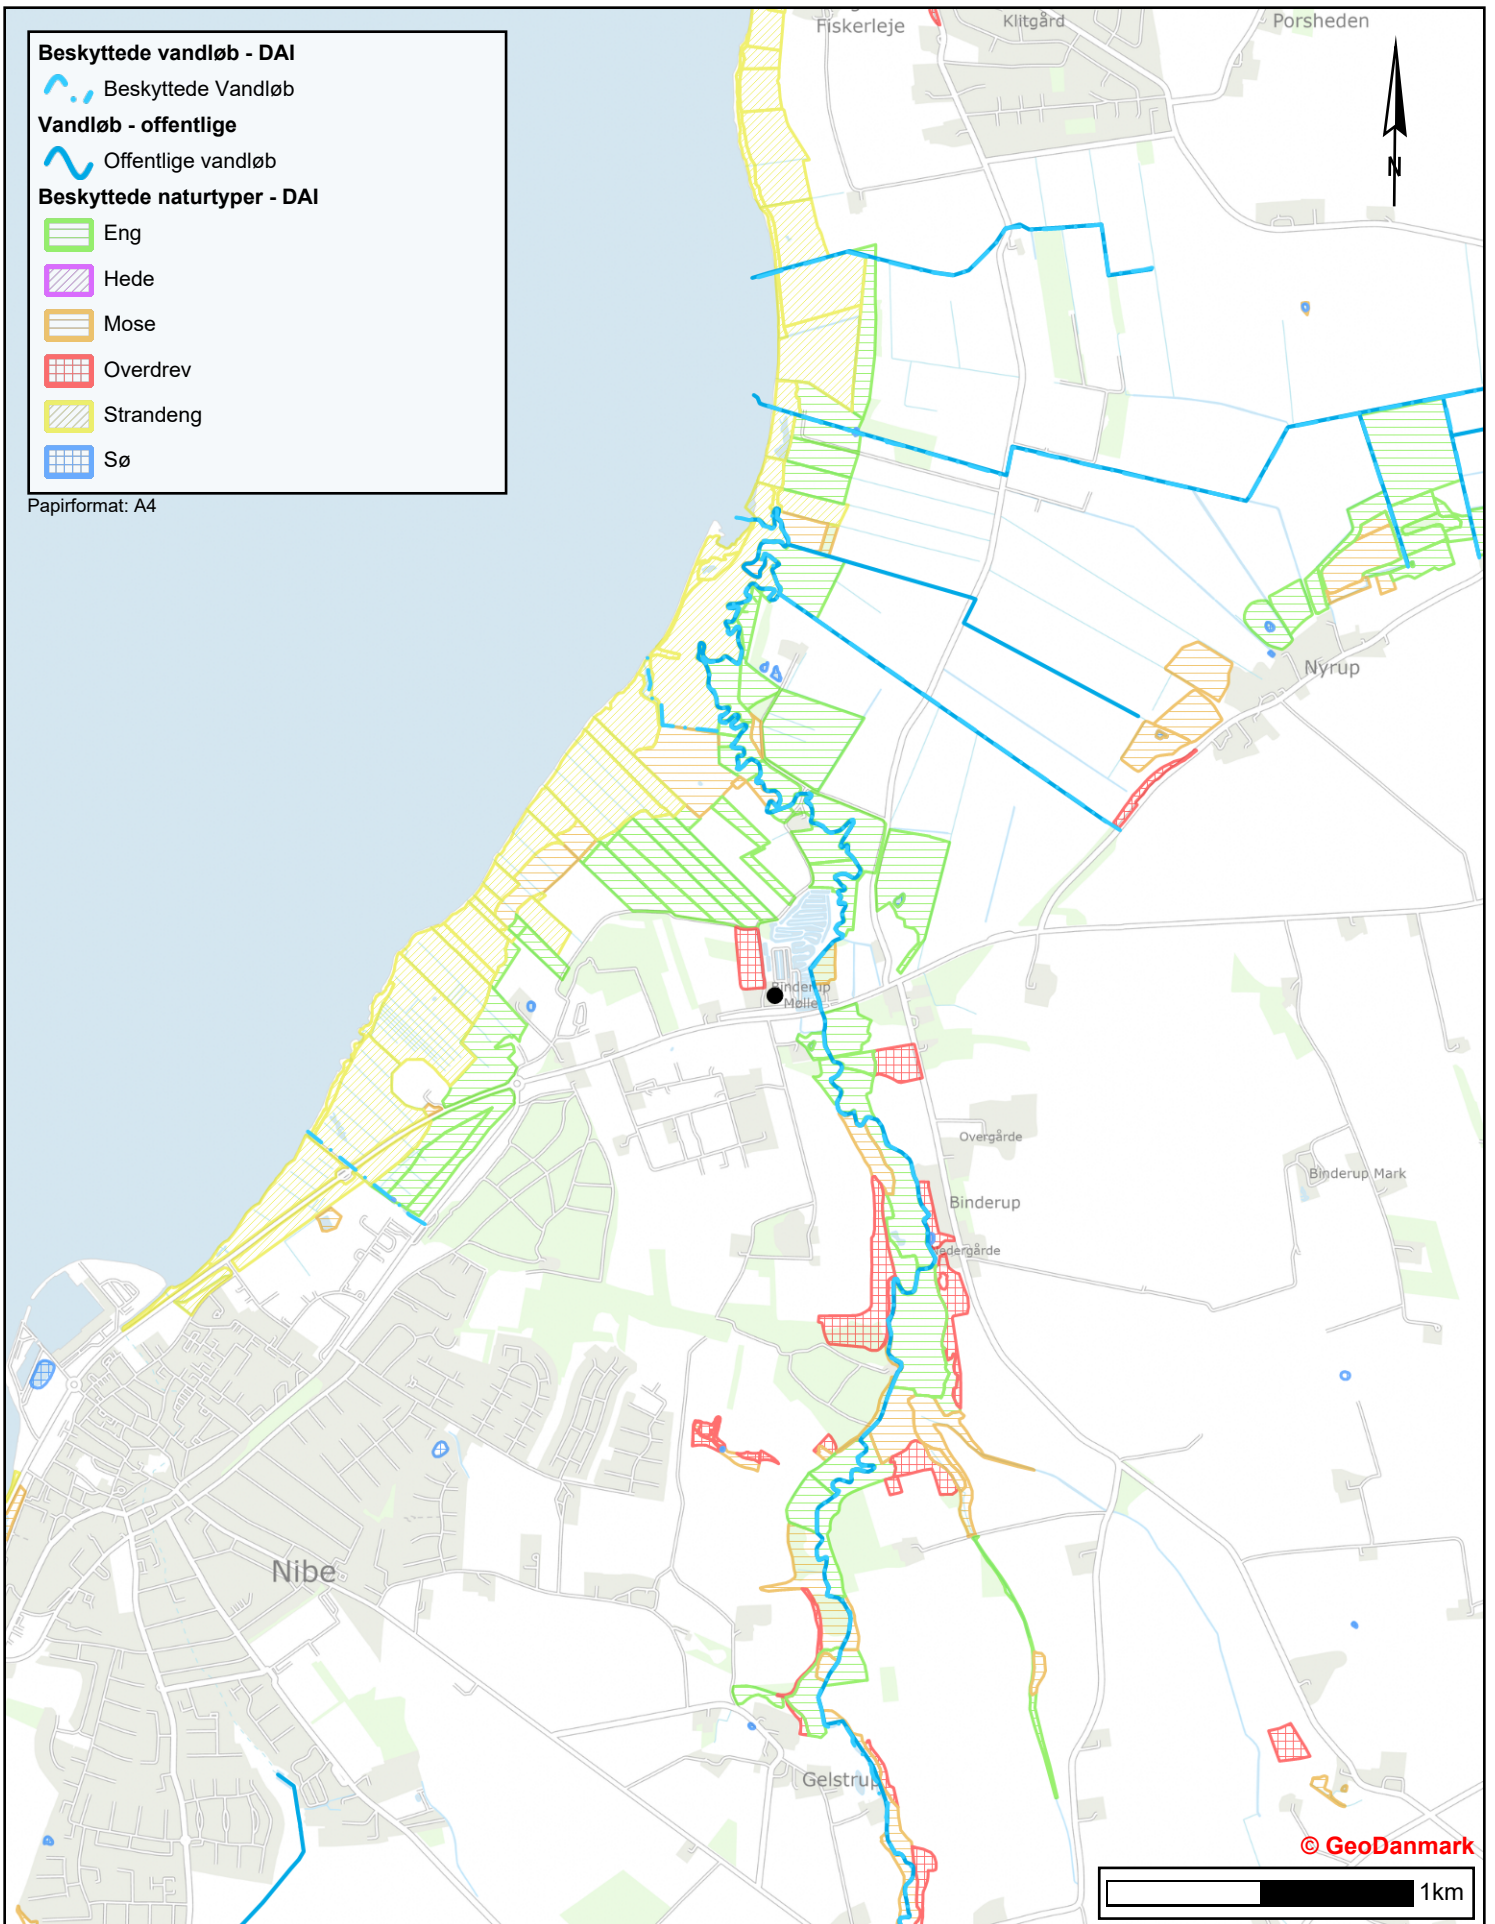 Beskyttede vandløb - DAI
Beskyttede Vandløb
Vandløb - offentlige
Offentlige vandløb
Beskyttede naturtyper - DAI
Eng
Hede
Mose
Overdrev
Strandeng
Sø
Papirformat: A4
Fiskerleje
Klitgård
Porsheden
N
Nyrup
Binderup
Mølle
Overgårde
Binderup Mark
Binderup
edergårde
Nibe
Gelstrup
© GeoDanmark
1km